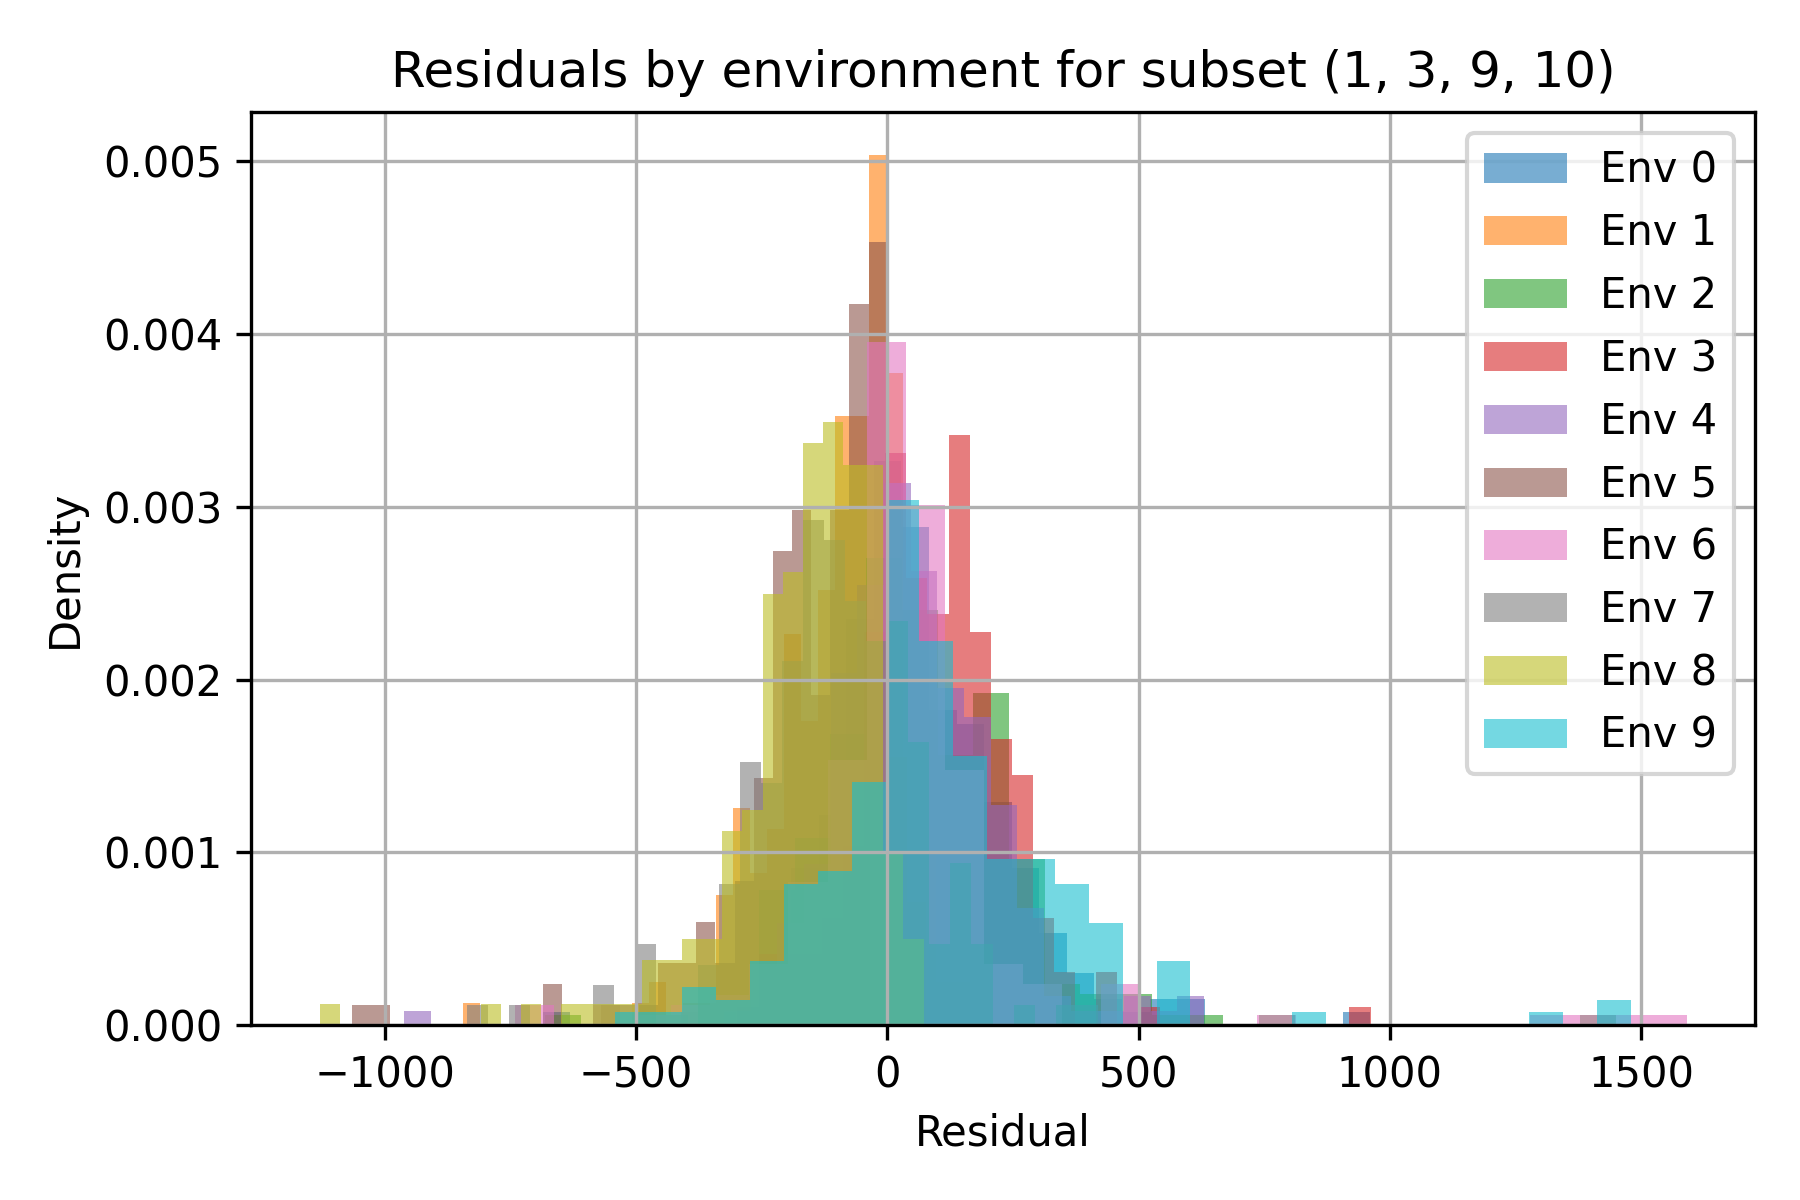 Residuals by environment for subset (1, 3, 9, 10)
0.005
0.004
0.003
0.002
0.001
0.000
Density
−1000
−500
0
500
1000
1500
Residual
Env 0
Env 1
Env 2
Env 3
Env 4
Env 5
Env 6
Env 7
Env 8
Env 9